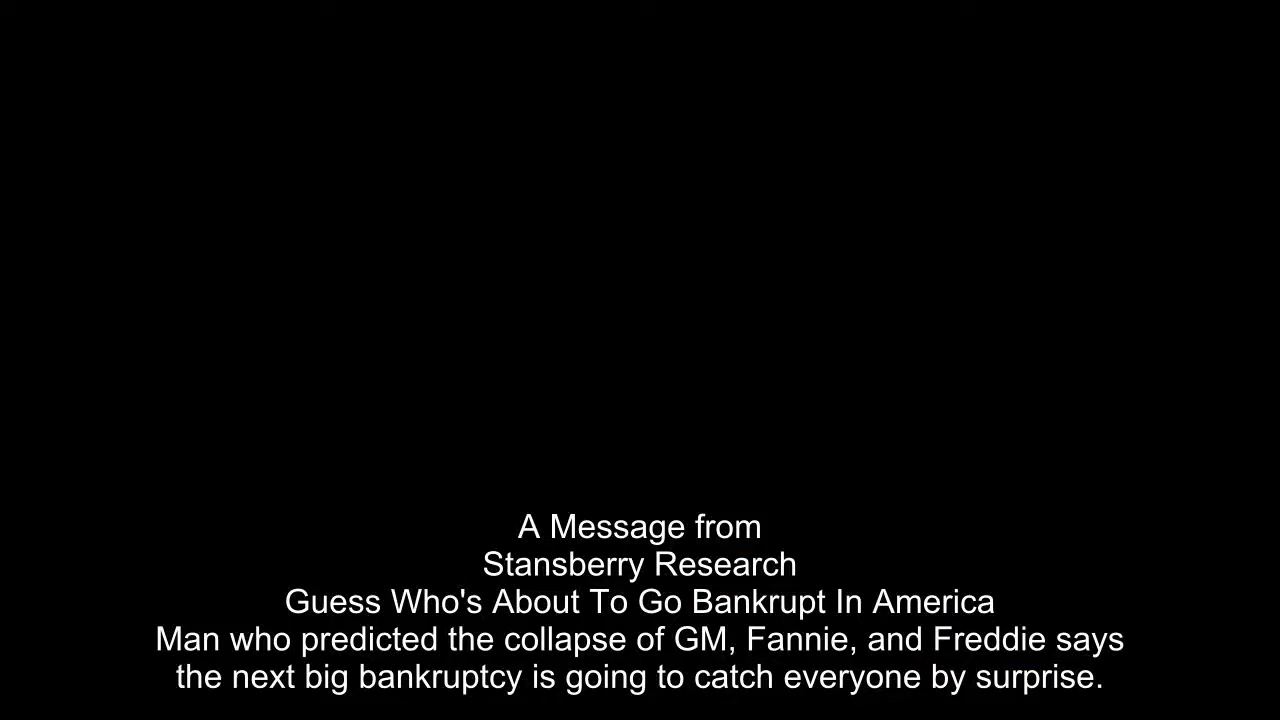 A Message from
Stansberry Research
Guess Who's About To Go Bankrupt In America
Man who predicted the collapse of GM, Fannie, and Freddie says
the next big bankruptcy is going to catch everyone by surprise.